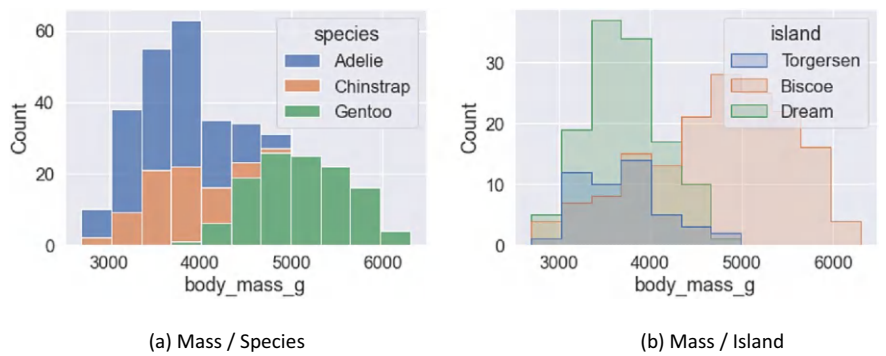 60
40
20
0
Count
3000 4000 5000 6000
body_mass_g
species
Adelie
Chinstrap
Gentoo
(a) Mass / Species
30
20
10
0
Count
3000 4000 5000 6000
body_mass_g
island
Torgersen
Biscoe
Dream
(b) Mass / Island